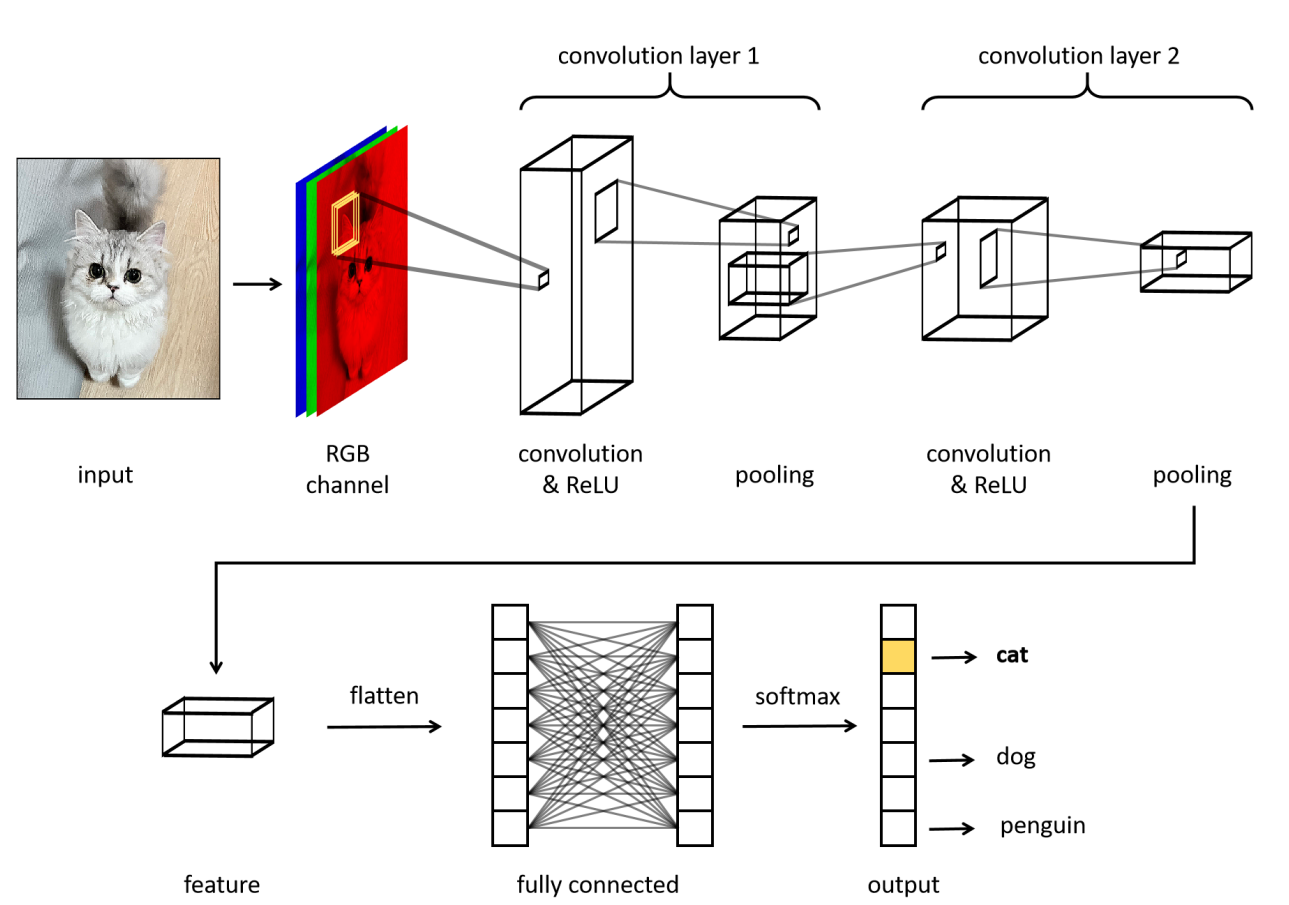 convolution layer 1
convolution layer 2
input
RGB
channel
convolution
& ReLU
pooling
convolution
& ReLU
pooling
flatten
softmax
cat
dog
penguin
feature
fully connected
output